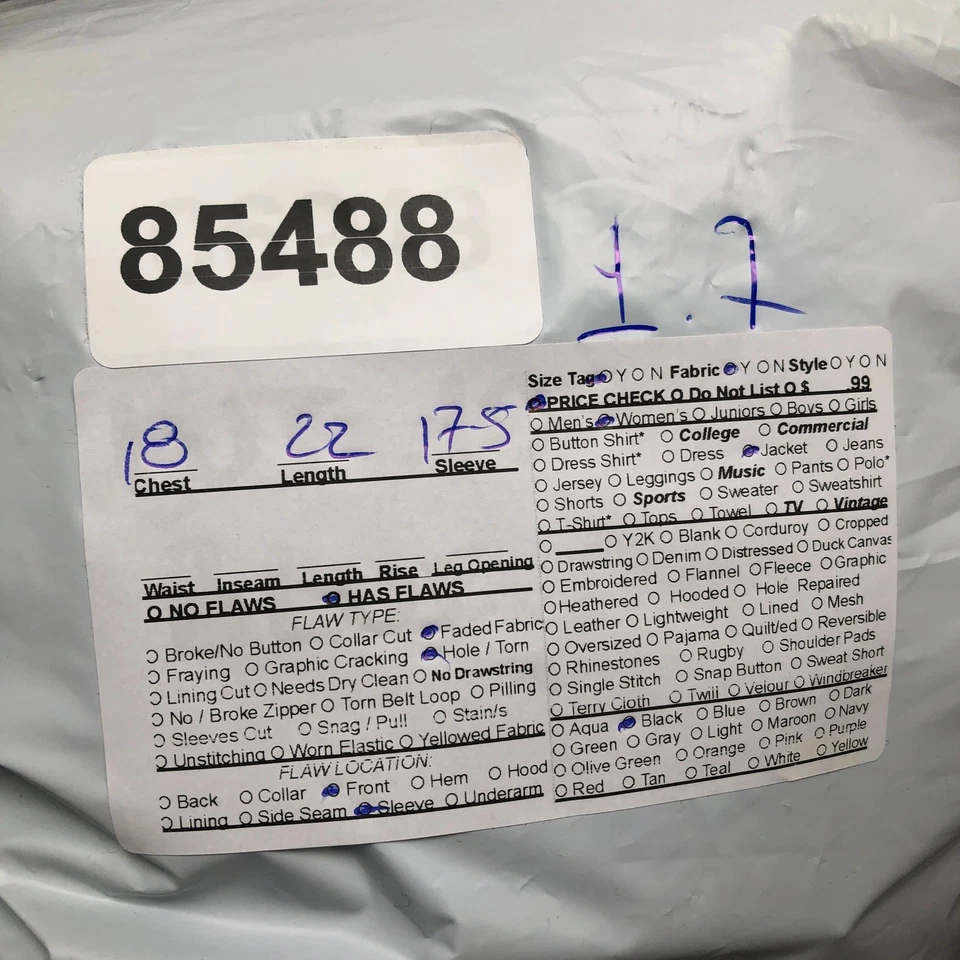 85488
1.7
18 22 175
Chest Length Sleeve
Waist Inseam Length Rise Leg Opening
O NO FLAWS O HAS FLAWS
FLAW TYPE:
O Broke/No Button O Collar Cut O Faded Fabric
O Fraying O Graphic Cracking O Hole / Torn
O Lining Cut O Needs Dry Clean O No Drawstring
O No / Broke Zipper O Torn Belt Loop O Pilling
O Sleeves Cut O Snag / Pull O Stain/s
O Unstitching O Worn Elastic O Yellowed Fabric
FLAW LOCATION:
O Back O Collar O Front O Hem O Hood
O Lining O Side Seam O Sleeve O Underarm
Size Tag O Y O N Fabric O Y O N Style O Y O N
O PRICE CHECK O Do Not List O $ .99
O Men's O Women's O Juniors O Boys O Girls
O Button Shirt* O College O Commercial
O Dress Shirt* O Dress O Jacket O Jeans
O Jersey O Leggings O Music O Pants O Polo*
O Shorts O Sports O Sweater O Sweatshirt
O T-Shirt* O Tops O Towel O TV O Vintage
O ____ O Y2K O Blank O Corduroy O Cropped
O Drawstring O Denim O Distressed O Duck Canvas
O Embroidered O Flannel O Fleece O Graphic
O Heathered O Hooded O Hole Repaired
O Leather O Lightweight O Lined O Mesh
O Oversized O Pajama O Quilt/ed O Reversible
O Rhinestones O Rugby O Shoulder Pads
O Single Stitch O Snap Button O Sweat Short
O Terry Cloth O Twill O Velour O Windbreaker
O Aqua O Black O Blue O Brown O Dark
O Green O Gray O Light O Maroon O Navy
O Olive Green O Orange O Pink O Purple
O Red O Tan O Teal O White O Yellow